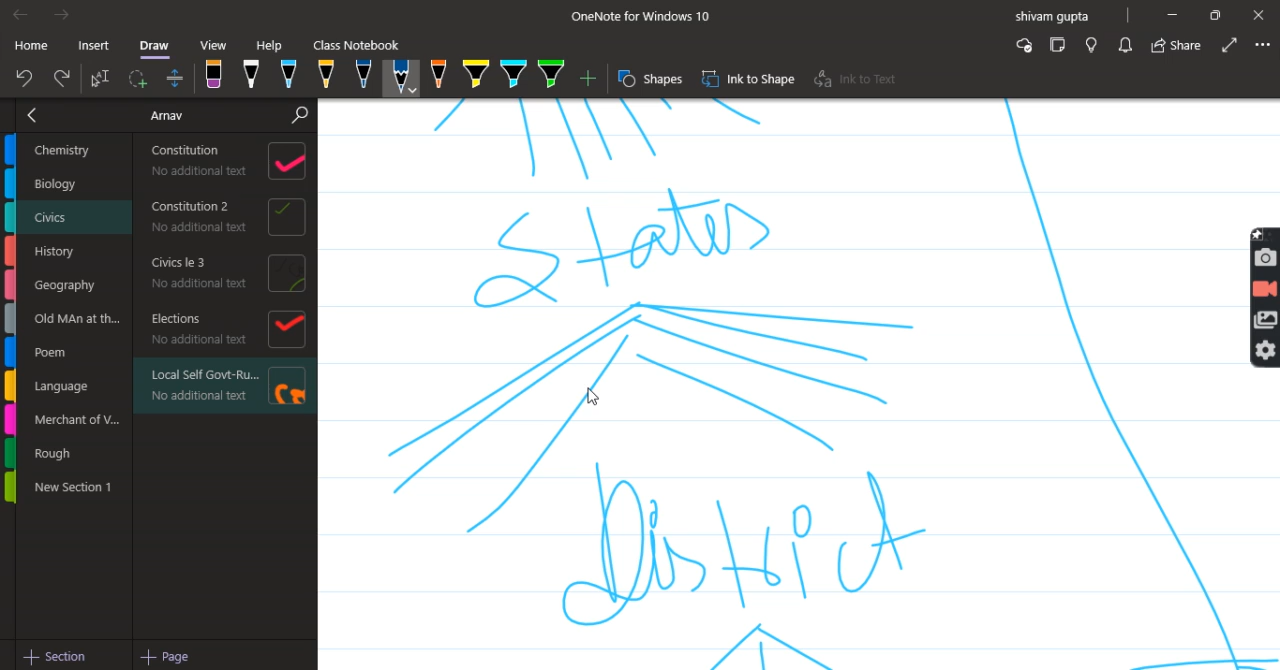 OneNote for Windows 10
shivam gupta
Home Insert Draw View Help Class Notebook
Share
Shapes Ink to Shape Ink to Text
Arnav
Chemistry
Biology
Civics
History
Geography
Old MAn at th...
Poem
Language
Merchant of V...
Rough
New Section 1
Constitution
No additional text
Constitution 2
No additional text
Civics le 3
No additional text
Elections
No additional text
Local Self Govt-Ru...
No additional text
States
District
Section
Page